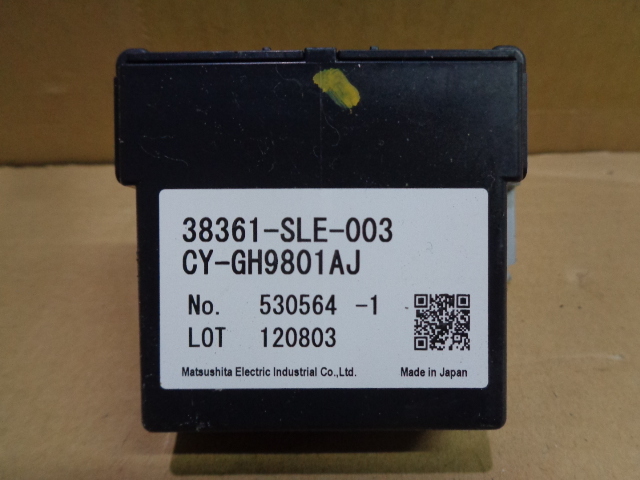 38361-SLE-003
CY-GH9801AJ
No. 530564 -1
LOT 120803
Matsushita Electric Industrial Co.,Ltd. Made in Japan